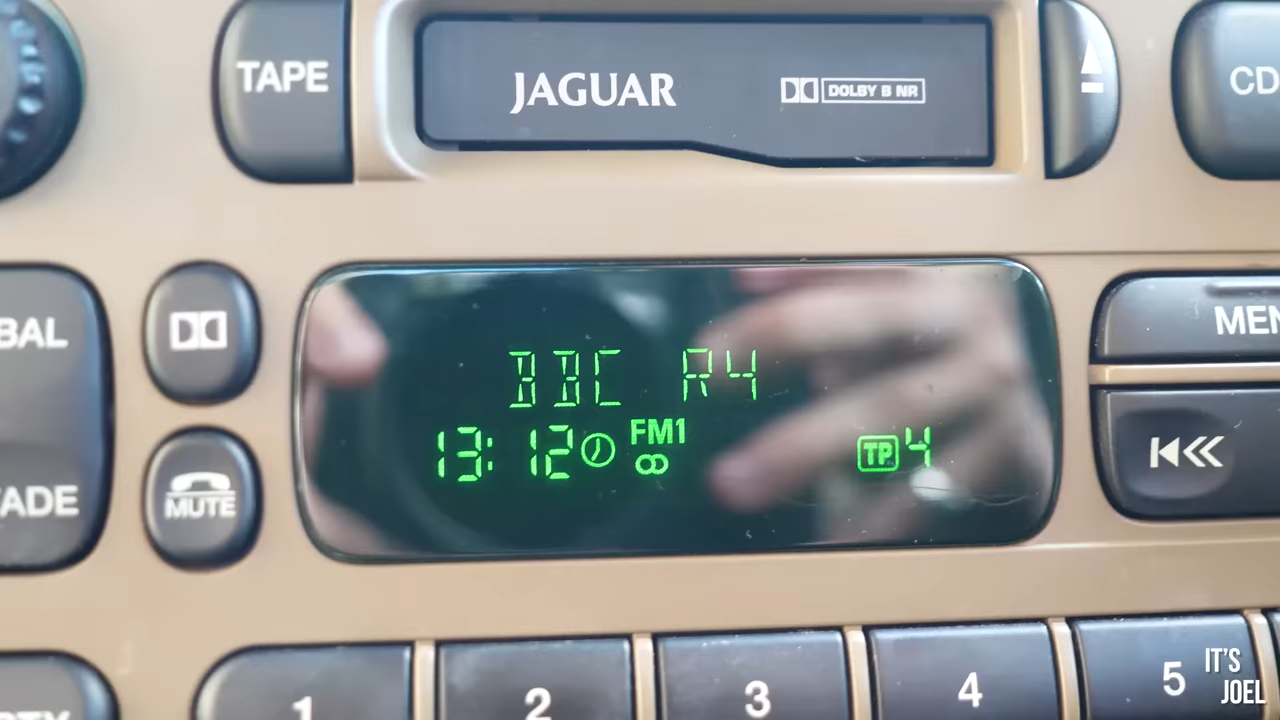 TAPE
JAGUAR
DOLBY B NR
CD
BAL
MEN
BBC R4
13:12
FM1
TP 4
MUTE
ADE
1
2
3
4
5
IT'S
JOEL